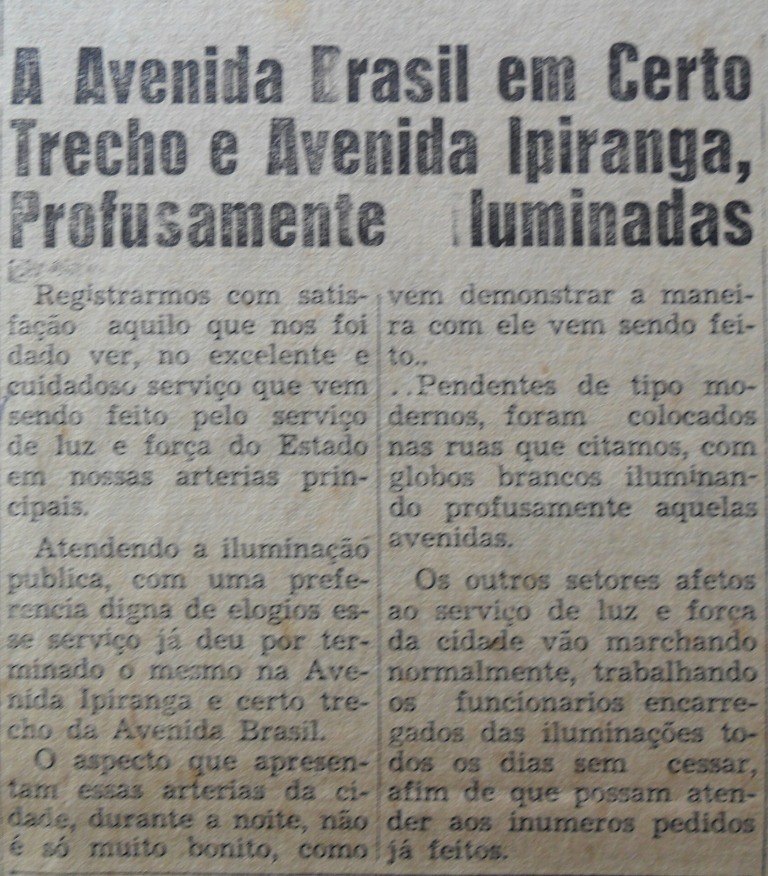 A Avenida Brasil em Certo
Trecho e Avenida Ipiranga,
Profusamente Iluminadas
Registrarmos com satis-
fação aquilo que nos foi
dado ver, no excelente e
cuidadoso serviço que vem
sendo feito pelo serviço
de luz e força do Estado
em nossas arterias prin-
cipais.
Atendendo a iluminação
publica, com uma prefe-
rencia digna de elogios es-
se serviço já deu por ter-
minado o mesmo na Ave-
nida Ipiranga e certo tre-
cho da Avenida Brasil.
O aspecto que apresen-
tam essas arterias da ci-
dade, durante a noite, não
é só muito bonito, como
vem demonstrar a manei-
ra com ele vem sendo fei-
to..
..Pendentes de tipo mo-
dernos, foram colocados
nas ruas que citamos, com
globos brancos iluminan-
do profusamente aquelas
avenidas.
Os outros setores afetos
ao serviço de luz e força
da cidade vão marchando
normalmente, trabalhando
os funcionarios encarre-
gados das iluminações to-
dos os dias sem cessar,
afim de que possam aten-
der aos inumeros pedidos
já feitos.